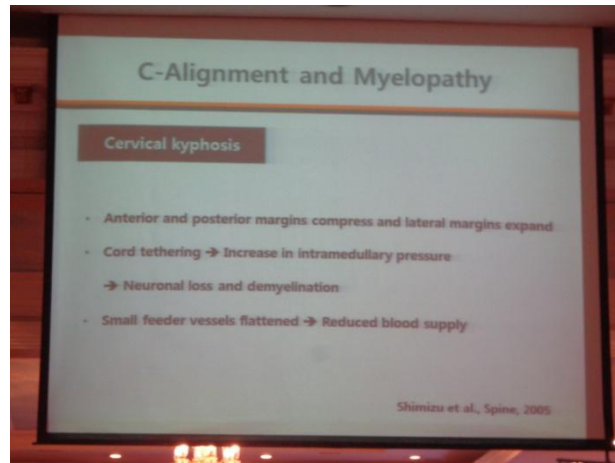 C-Alignment and Myelopathy
Cervical kyphosis
- Anterior and posterior margins compress and lateral margins expand
- Cord tethering → Increase in intramedullary pressure
→ Neuronal loss and demyelination
- Small feeder vessels flattened → Reduced blood supply
Shimizu et al., Spine, 2005